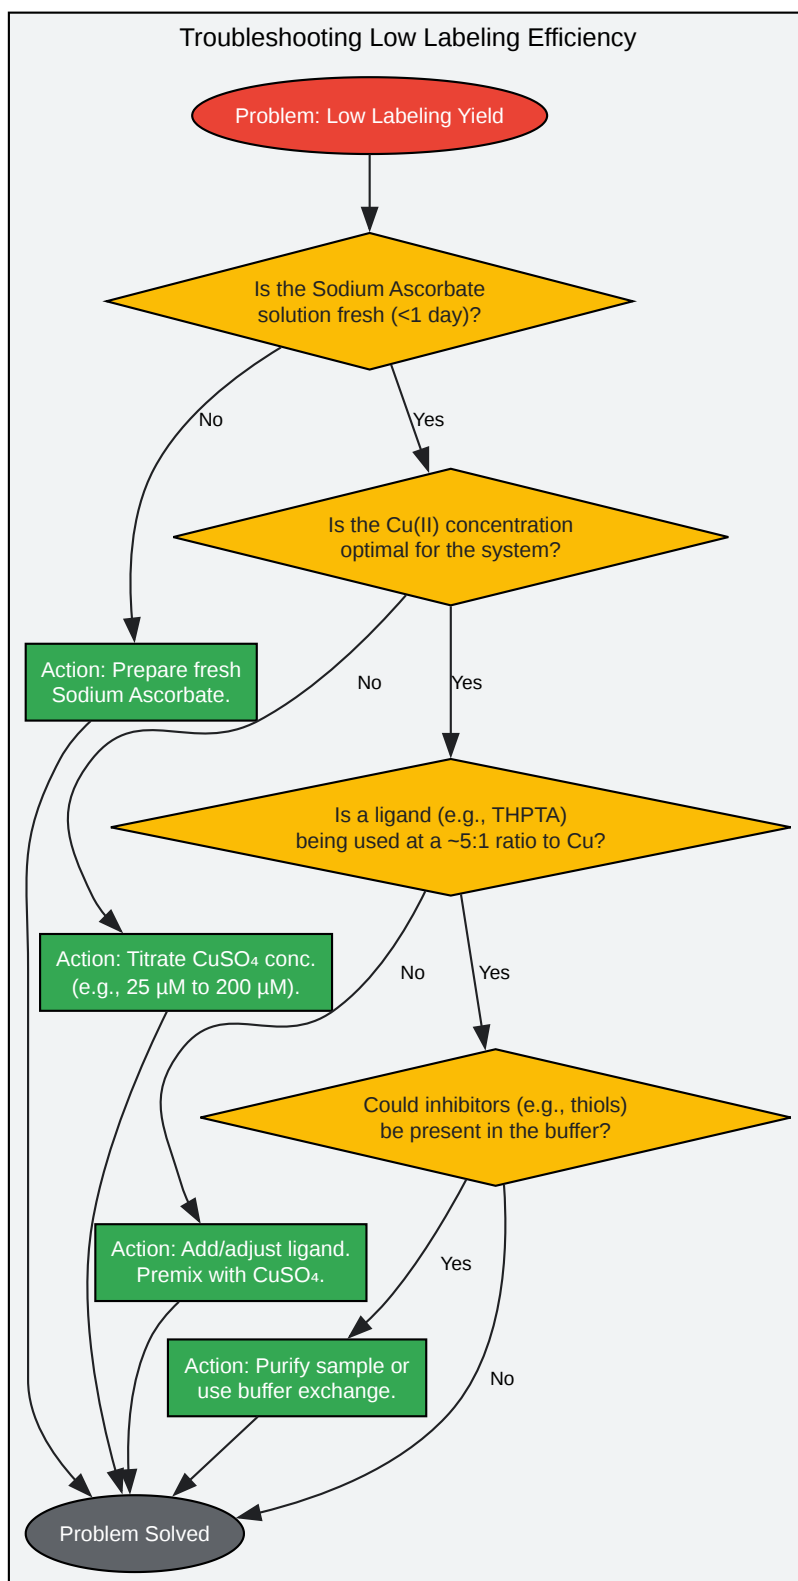 Troubleshooting Low Labeling Efficiency
Problem: Low Labeling Yield
Is the Sodium Ascorbate
solution fresh (<1 day)?
No
Yes
Is the Cu(II) concentration
optimal for the system?
Action: Prepare fresh
Sodium Ascorbate.
No
Yes
Is a ligand (e.g., THPTA)
being used at a ~5:1 ratio to Cu?
Action: Titrate CuSO₄ conc.
(e.g., 25 µM to 200 µM).
No
Yes
Could inhibitors (e.g., thiols)
be present in the buffer?
Action: Add/adjust ligand.
Premix with CuSO₄.
Yes
Action: Purify sample or
use buffer exchange.
No
Problem Solved